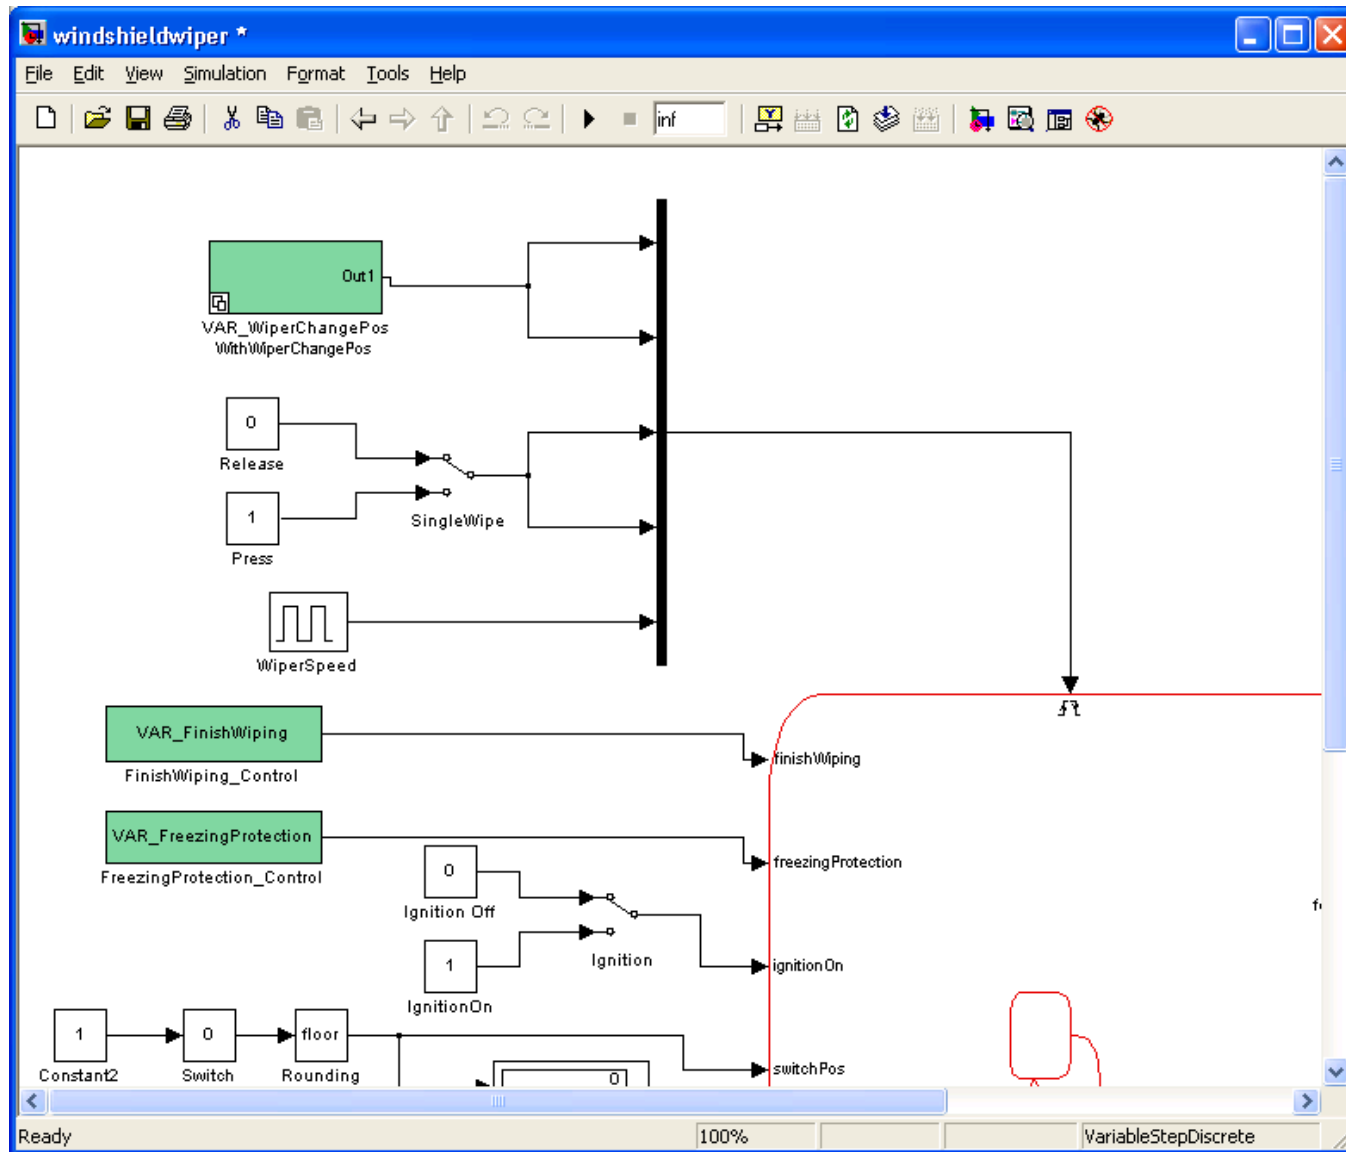 windshieldwiper *
File Edit View Simulation Format Tools Help
inf
Out1
VAR_WiperChangePos
WithWiperChangePos
0
Release
1
Press
SingleWipe
WiperSpeed
VAR_FinishWiping
FinishWiping_Control
finishWiping
VAR_FreezingProtection
FreezingProtection_Control
freezingProtection
0
Ignition Off
1
IgnitionOn
Ignition
ignitionOn
1
Constant2
0
Switch
floor
Rounding
0
switchPos
Ready 100% VariableStepDiscrete